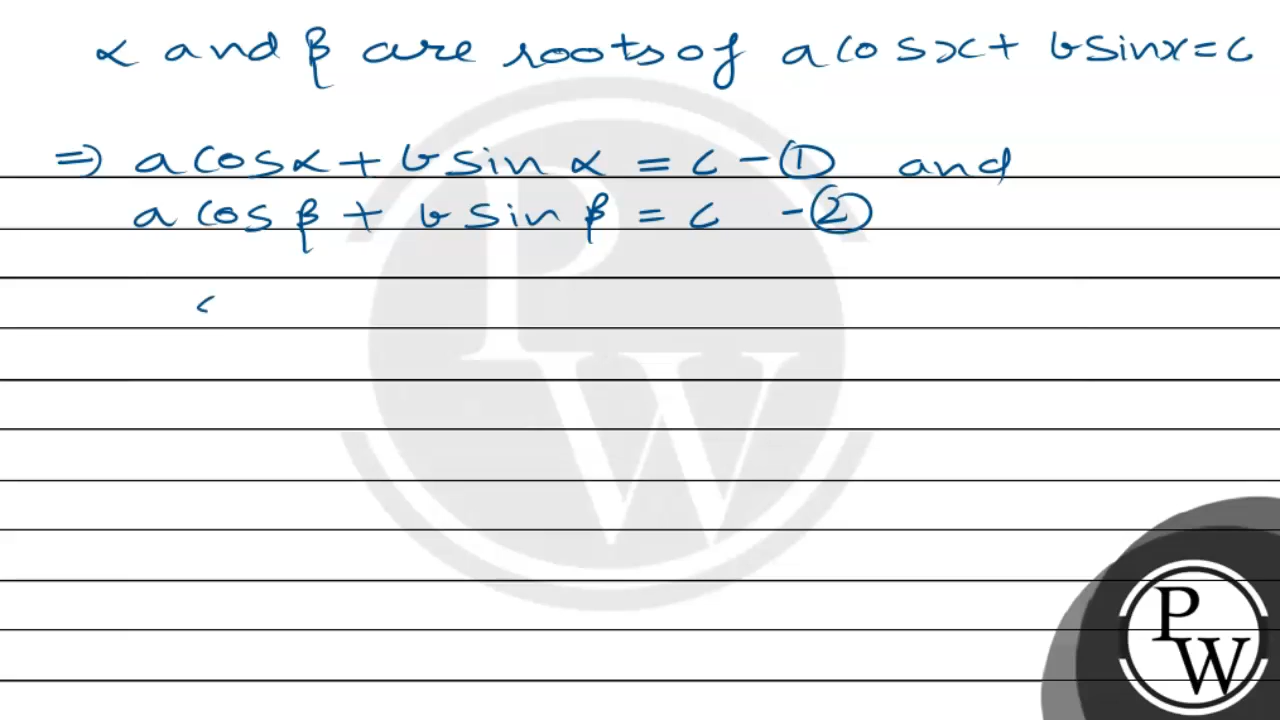 α and β are roots of a cos x + b sin x = c
⇒ a cos α + b sin α = c - ① and
a cos β + b sin β = c - ②
P
W
P
W